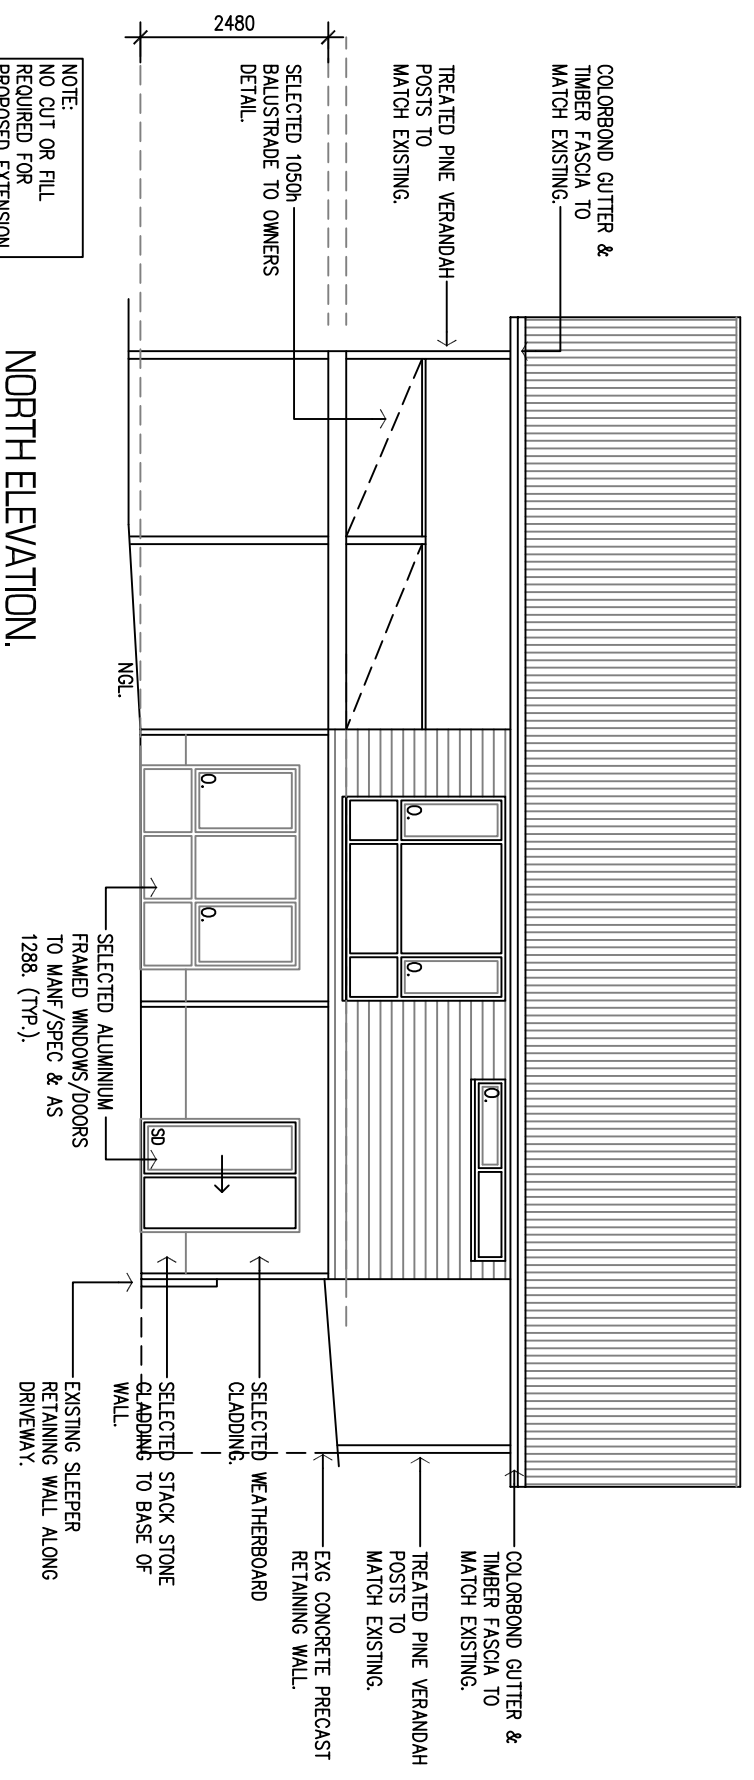 COLORBOND GUTTER &
TIMBER FASCIA TO
MATCH EXISTING.
TREATED PINE VERANDAH
POSTS TO
MATCH EXISTING.
SELECTED 1050h
BALUSTRADE TO OWNERS
DETAIL.
2480
NGL.
O.
O.
O.
O.
O.
SD
COLORBOND GUTTER &
TIMBER FASCIA TO
MATCH EXISTING.
TREATED PINE VERANDAH
POSTS TO
MATCH EXISTING.
EXG CONCRETE PRECAST
RETAINING WALL.
SELECTED WEATHERBOARD
CLADDING.
SELECTED STACK STONE
CLADDING TO BASE OF
WALL.
EXISTING SLEEPER
RETAINING WALL ALONG
DRIVEWAY.
SELECTED ALUMINIUM
FRAMED WINDOWS/DOORS
TO MANF/SPEC & AS
1288. (TYP.).
NORTH ELEVATION.
NOTE:
NO CUT OR FILL
REQUIRED FOR
PROPOSED EXTENSION